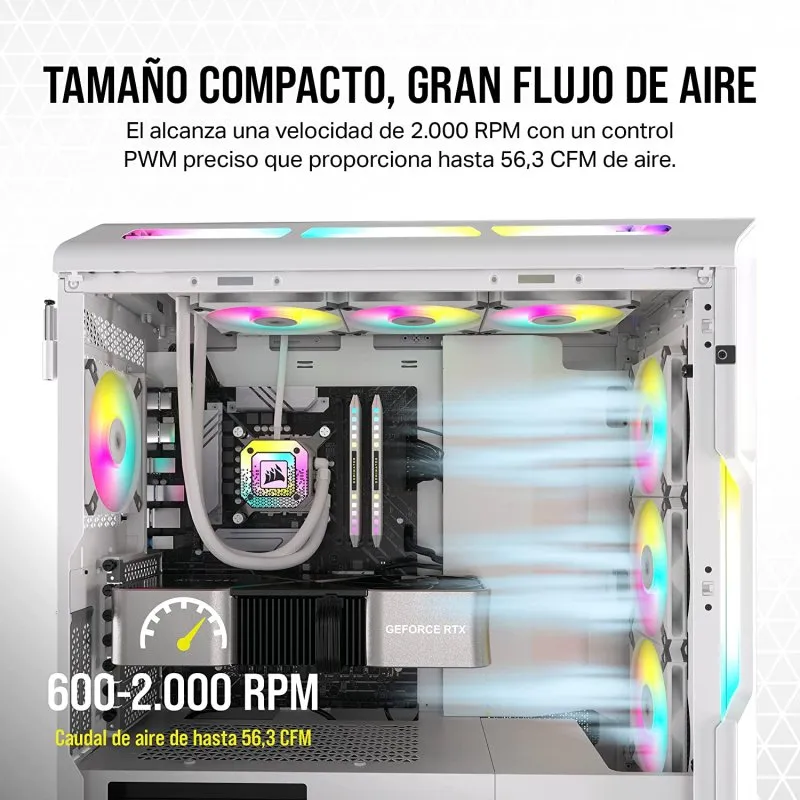 TAMAÑO COMPACTO, GRAN FLUJO DE AIRE
El alcanza una velocidad de 2.000 RPM con un control
PWM preciso que proporciona hasta 56,3 CFM de aire.
GEFORCE RTX
600-2.000 RPM
Caudal de aire de hasta 56,3 CFM